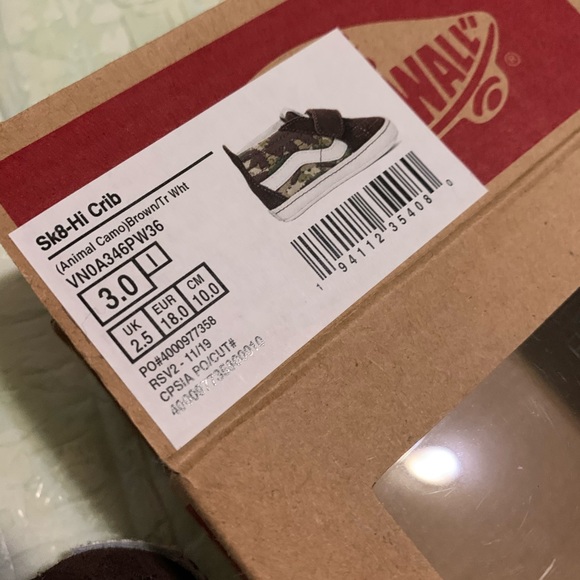 WALL"
®
Sk8-Hi Crib
(Animal Camo)Brown/Tr Wht
VN0A346PW36
3.0 I
UK EUR CM
2.5 18.0 10.0
PO#4000977358
RSV2 - 11/19
CPSIA PO/CUT#
1 94112 35408 0